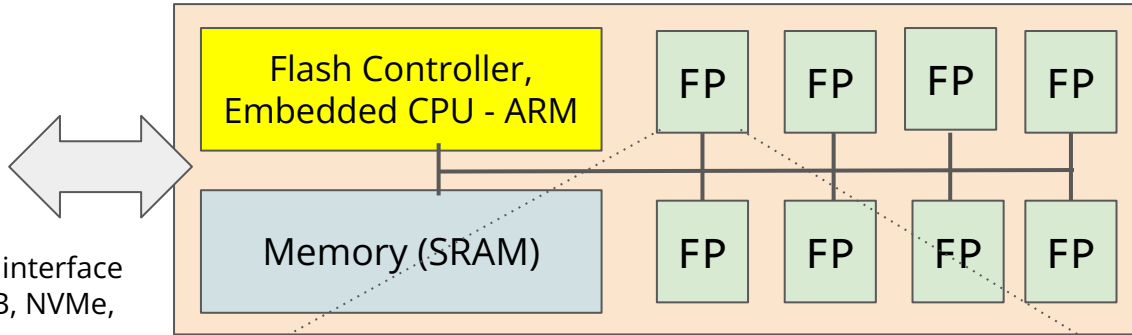 Flash Controller,
Embedded CPU - ARM
FP FP FP FP
Memory (SRAM)
FP FP FP FP
interface
NVMe,